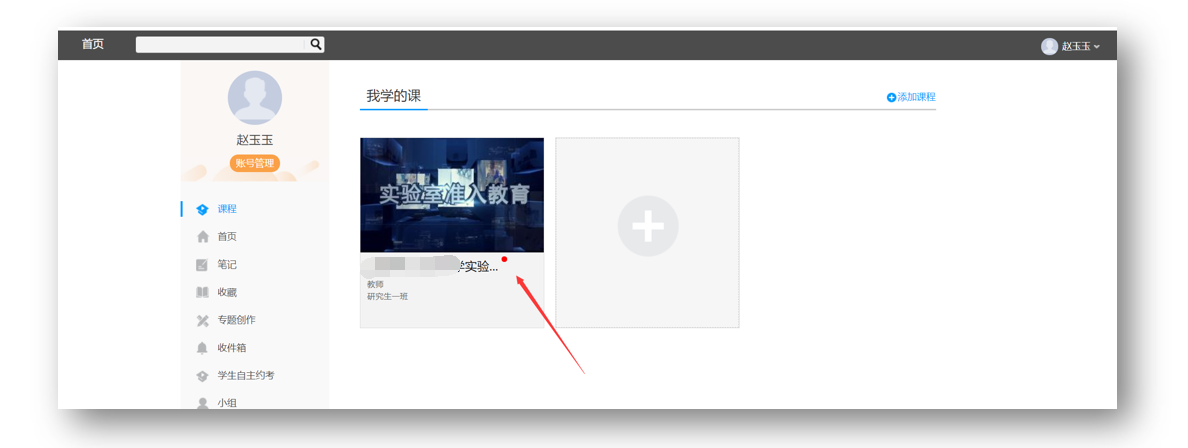 首页
赵玉玉
赵玉玉
账号管理
课程
首页
笔记
收藏
专题创作
收件箱
学生自主约考
小组
我学的课
添加课程
实验室准入教育
学实验...
教师
研究生一班